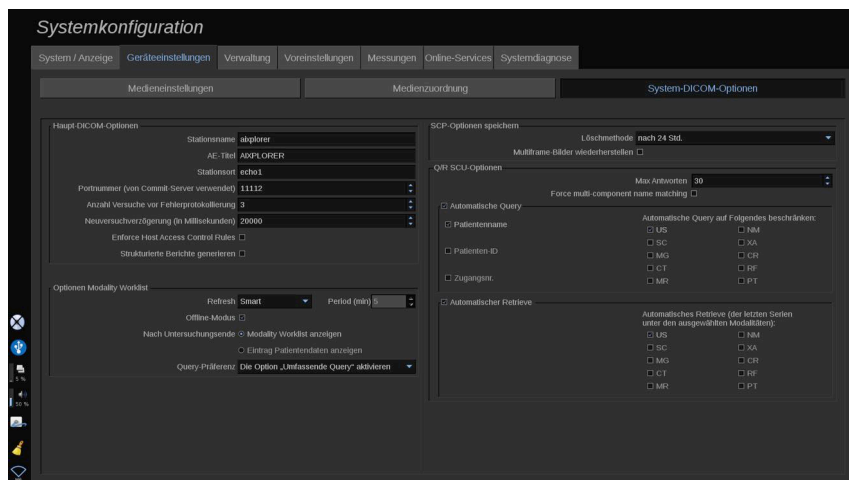 Systemkonfiguration
System / Anzeige Geräteeinstellungen Verwaltung Voreinstellungen Messungen Online-Services Systemdiagnose
Medieneinstellungen Medienzuordnung System-DICOM-Optionen
Haupt-DICOM-Optionen
Stationsname aixplorer
AE-Titel AIXPLORER
Stationsort echo1
Portnummer (von Commit-Server verwendet) 11112
Anzahl Versuche vor Fehlerprotokollierung 3
Neuversuchverzögerung (in Millisekunden) 20000
Enforce Host Access Control Rules
Strukturierte Berichte generieren
Optionen Modality Worklist
Refresh Smart Period (min) 5
Offline-Modus
Nach Untersuchungsende Modality Worklist anzeigen
Eintrag Patientendaten anzeigen
Query-Präferenz Die Option „Umfassende Query“ aktivieren
SCP-Optionen speichern
Löschmethode nach 24 Std.
Multiframe-Bilder wiederherstellen
Q/R SCU-Optionen
Max Antworten 30
Force multi-component name matching
Automatische Query
Automatische Query auf Folgendes beschränken:
Patientenname
US NM
SC XA
Patienten-ID
MG CR
CT RF
Zugangsnr.
MR PT
Automatischer Retrieve
Automatisches Retrieve (der letzten Serien
unter den ausgewählten Modalitäten):
US NM
SC XA
MG CR
CT RF
MR PT
5 %
50 %